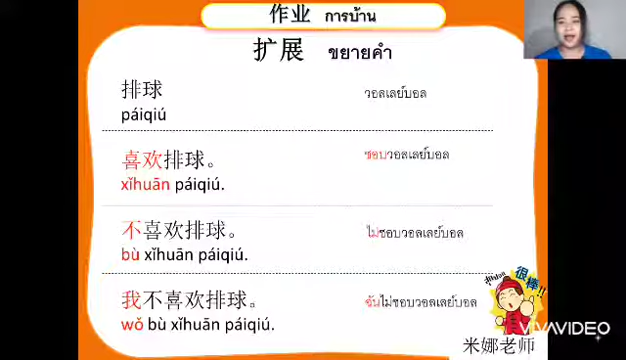 作业 การบ้าน
扩展 ขยายคำ
排球 วอลเลย์บอล
páiqiú
喜欢排球。 ชอบวอลเลย์บอล
xǐhuān páiqiú.
不喜欢排球。 ไม่ชอบวอลเลย์บอล
bù xǐhuān páiqiú.
我不喜欢排球。 ฉันไม่ชอบวอลเลย์บอล
wǒ bù xǐhuān páiqiú.
很棒!!
米娜老师
VIVAVIDEO